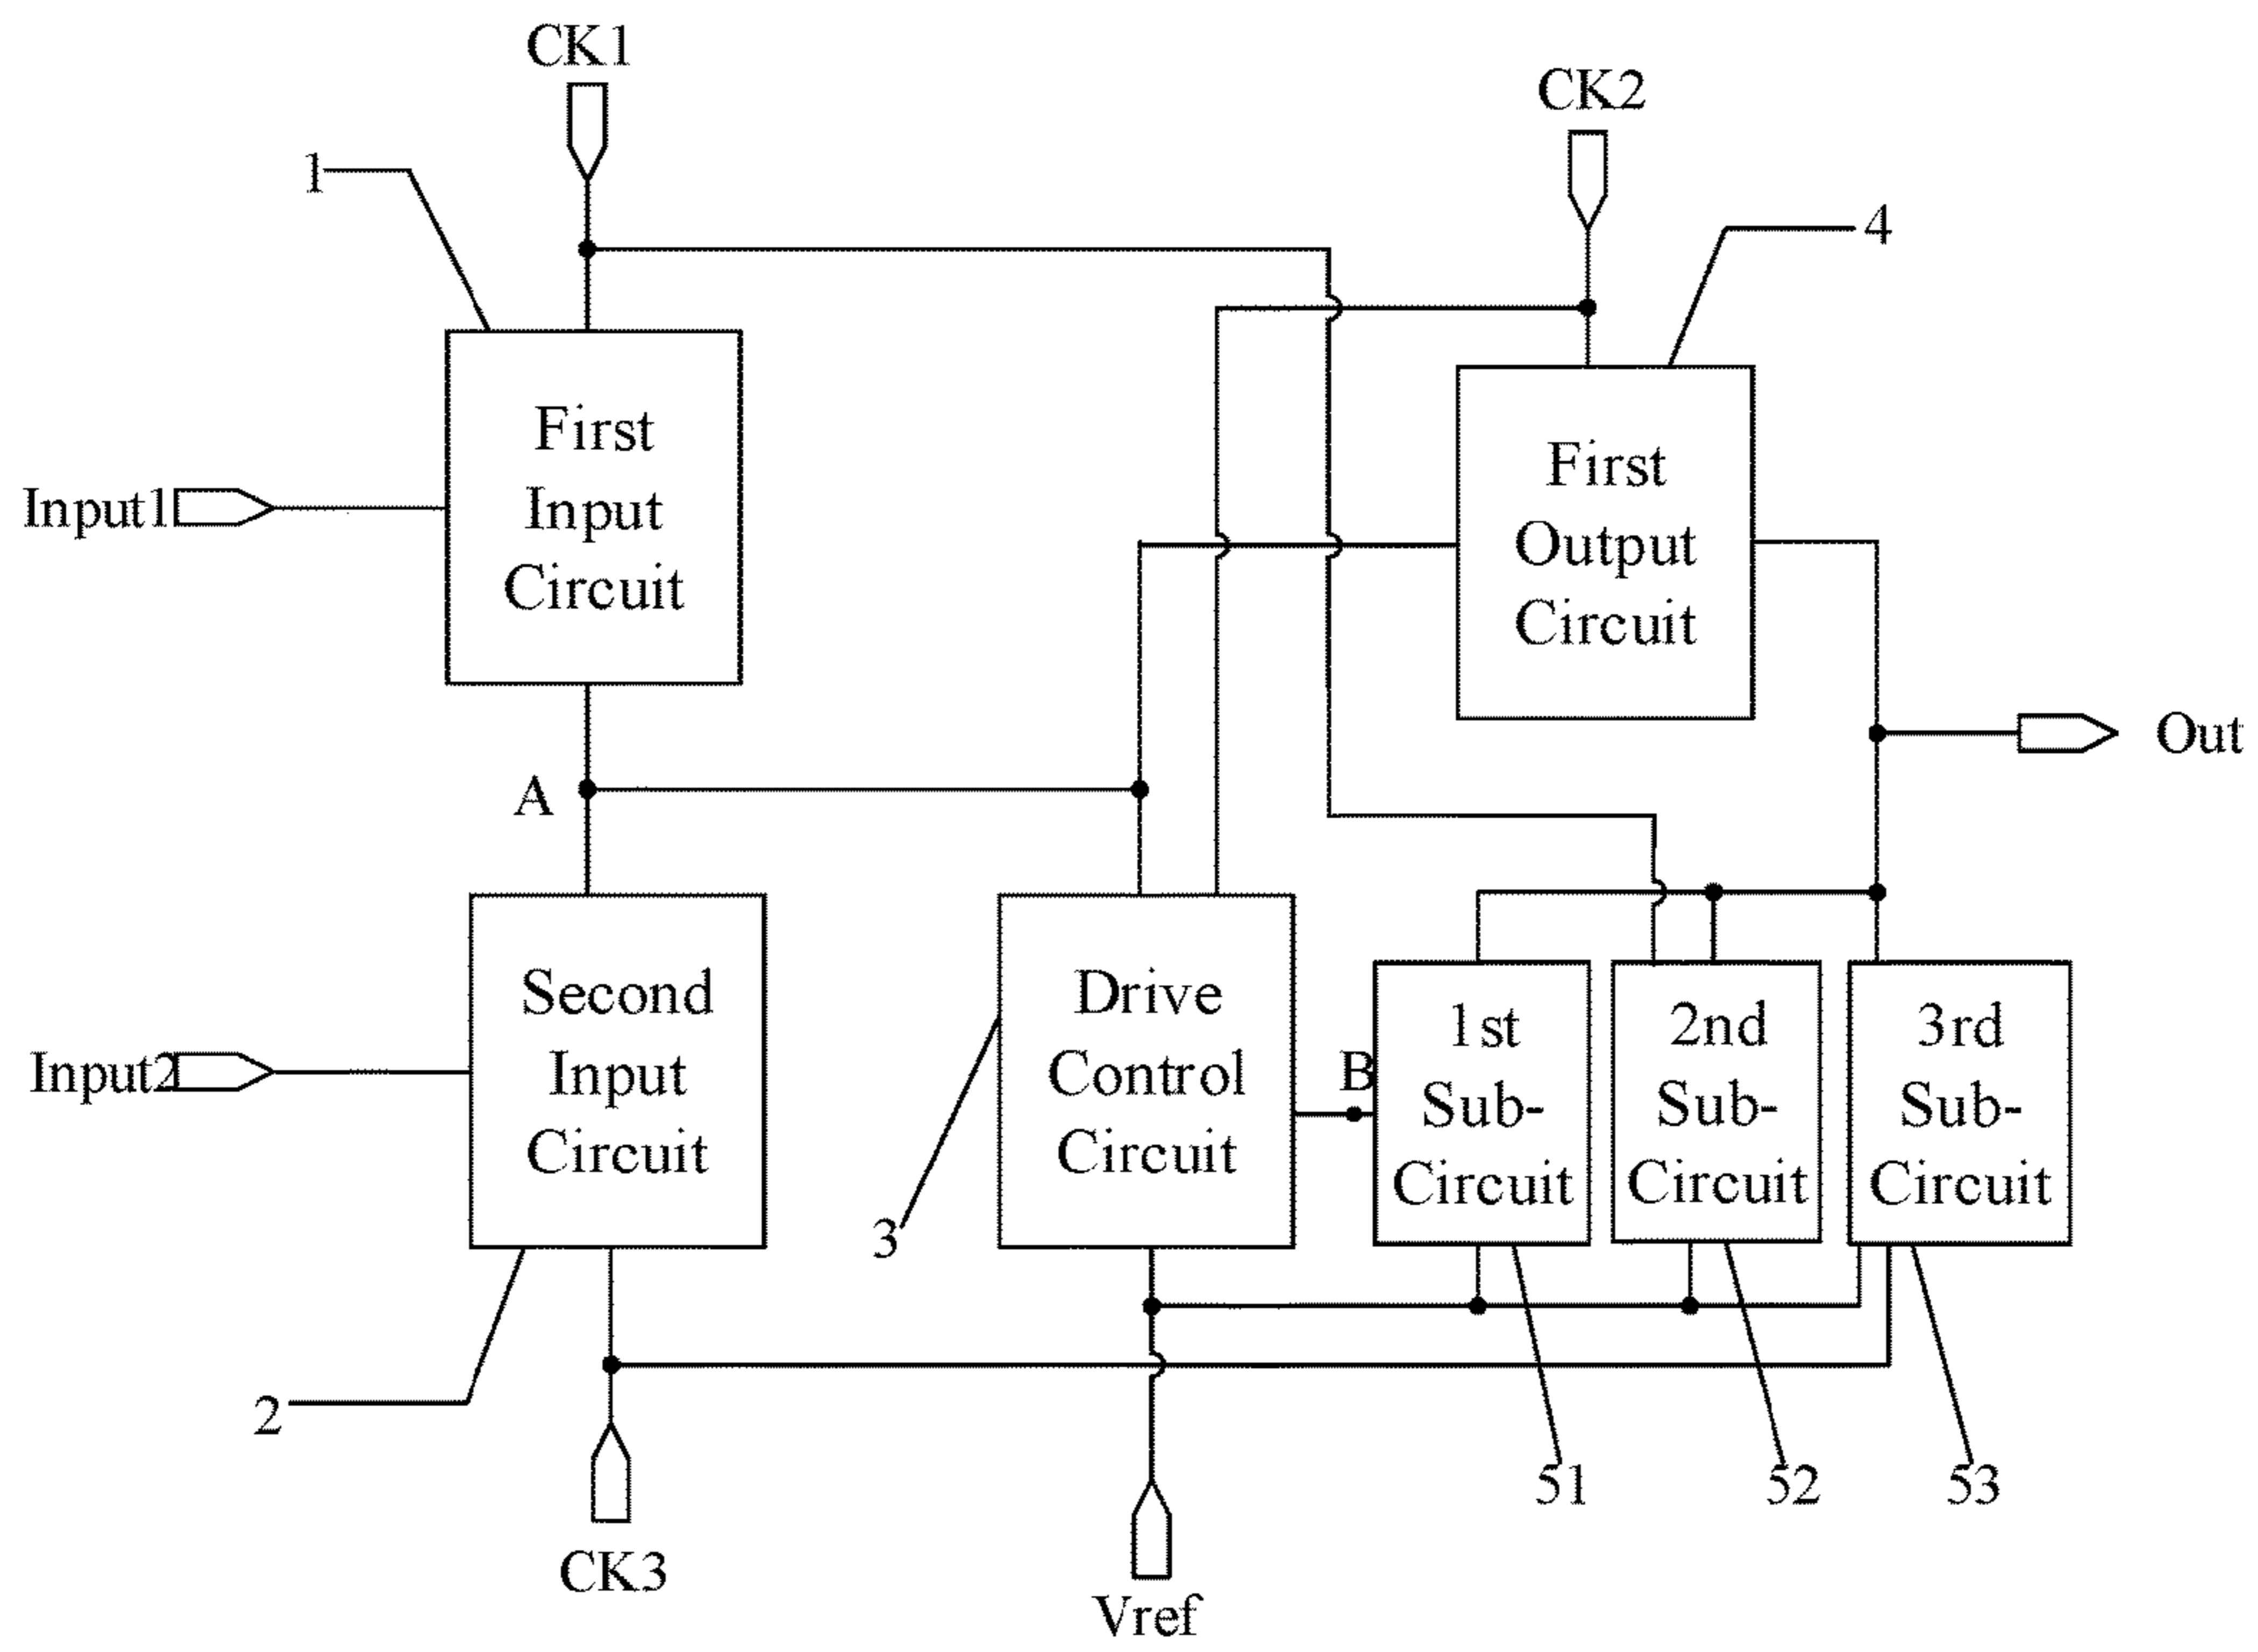 CK1
CK2
1
4
First
Input
Circuit
First
Output
Circuit
Input1
Out
A
Second
Input
Circuit
Drive
Control
Circuit
B
1st
Sub-
Circuit
2nd
Sub-
Circuit
3rd
Sub-
Circuit
Input2
3
2
51
52
53
CK3
Vref